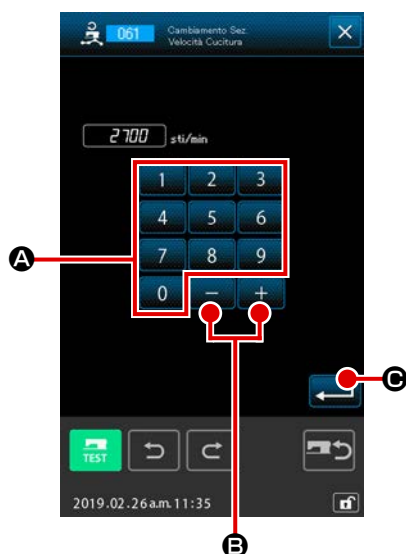 061 Cambiamento Sez.
Velocità Cucitura
2700 sti/min
1 2 3
4 5 6
A 7 8 9
0 − +
C
TEST
2019.02.26a.m.11:35
B